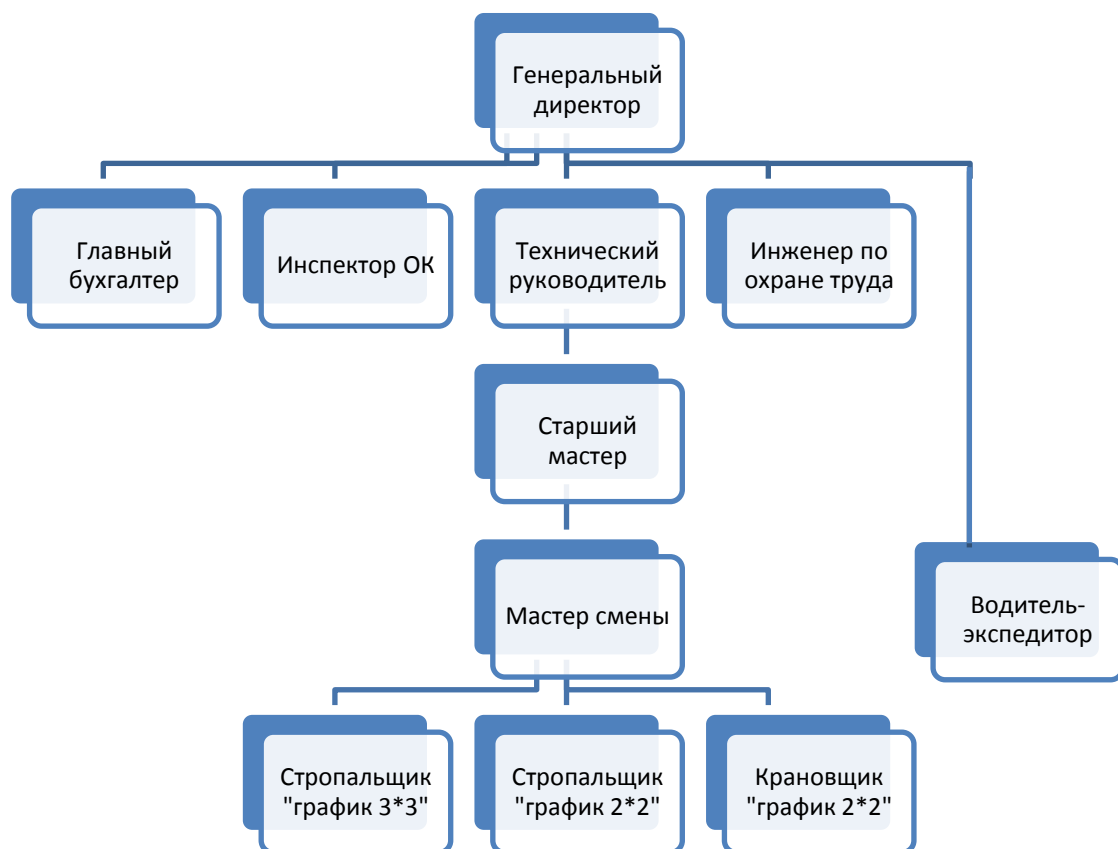 Генеральный
директор
Главный
бухгалтер
Инспектор ОК
Технический
руководитель
Инженер по
охране труда
Старший
мастер
Мастер смены
Водитель-
экспедитор
Стропальщик
"график 3*3"
Стропальщик
"график 2*2"
Крановщик
"график 2*2"